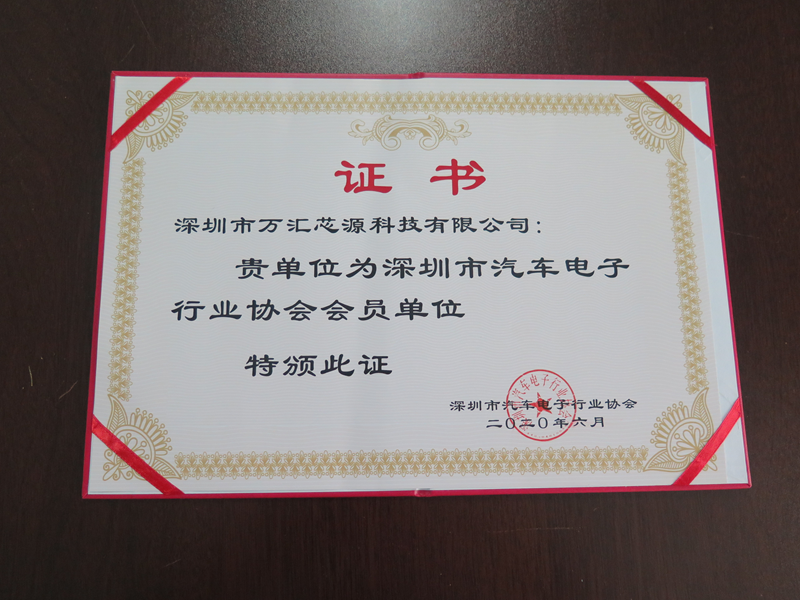 证书
深圳市万汇芯源科技有限公司：
贵单位为深圳市汽车电子
行业协会会员单位
特颁此证
深圳市汽车电子行业协会
二〇二〇年六月